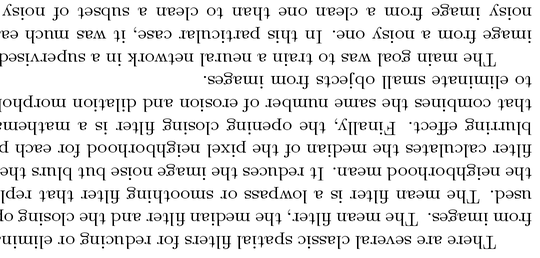 There are several classic spatial filters for reducing or elimin
from images. The mean filter, the median filter and the closing op
used. The mean filter is a lowpass or smoothing filter that repl
the neighborhood mean. It reduces the image noise but blurs the
filter calculates the median of the pixel neighborhood for each p
blurring effect. Finally, the opening closing filter is a mathema
that combines the same number of erosion and dilation morpholo
to eliminate small objects from images.
The main goal was to train a neural network in a supervised
image from a noisy one. In this particular case, it was much ea
noisy image from a clean one than to clean a subset of noisy